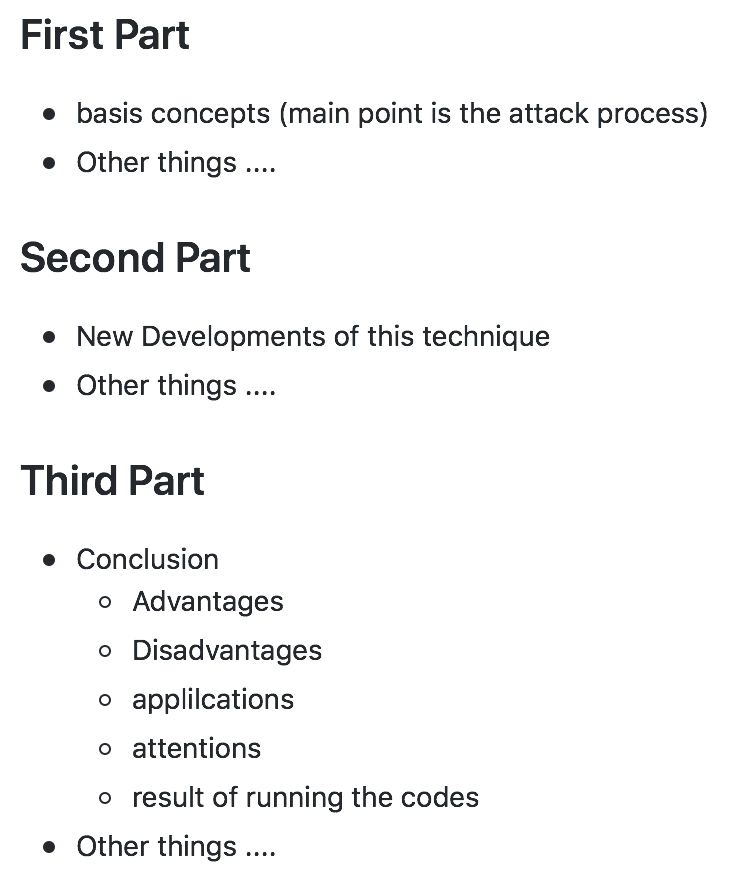 First Part
basis concepts (main point is the attack process)
Other things ....
Second Part
New Developments of this technique
Other things ....
Third Part
Conclusion
Advantages
Disadvantages
applilcations
attentions
result of running the codes
Other things ....